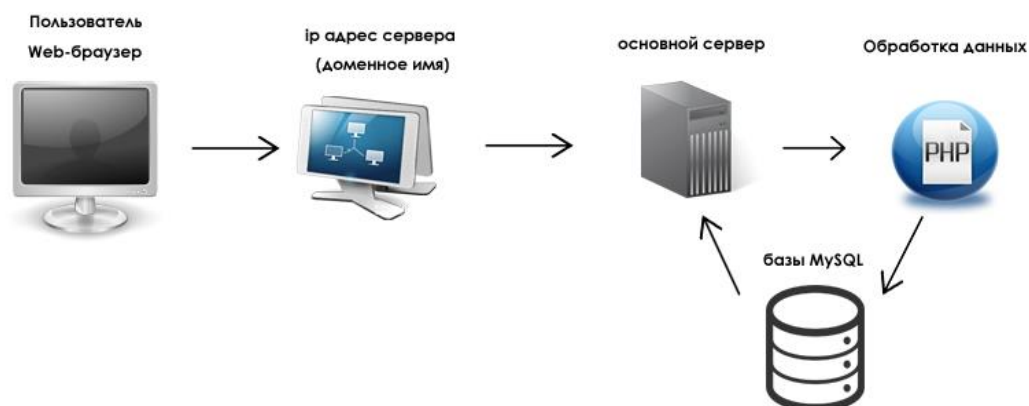 Пользователь
Web-браузер
ip адрес сервера
(доменное имя)
основной сервер
Обработка данных
PHP
базы MySQL